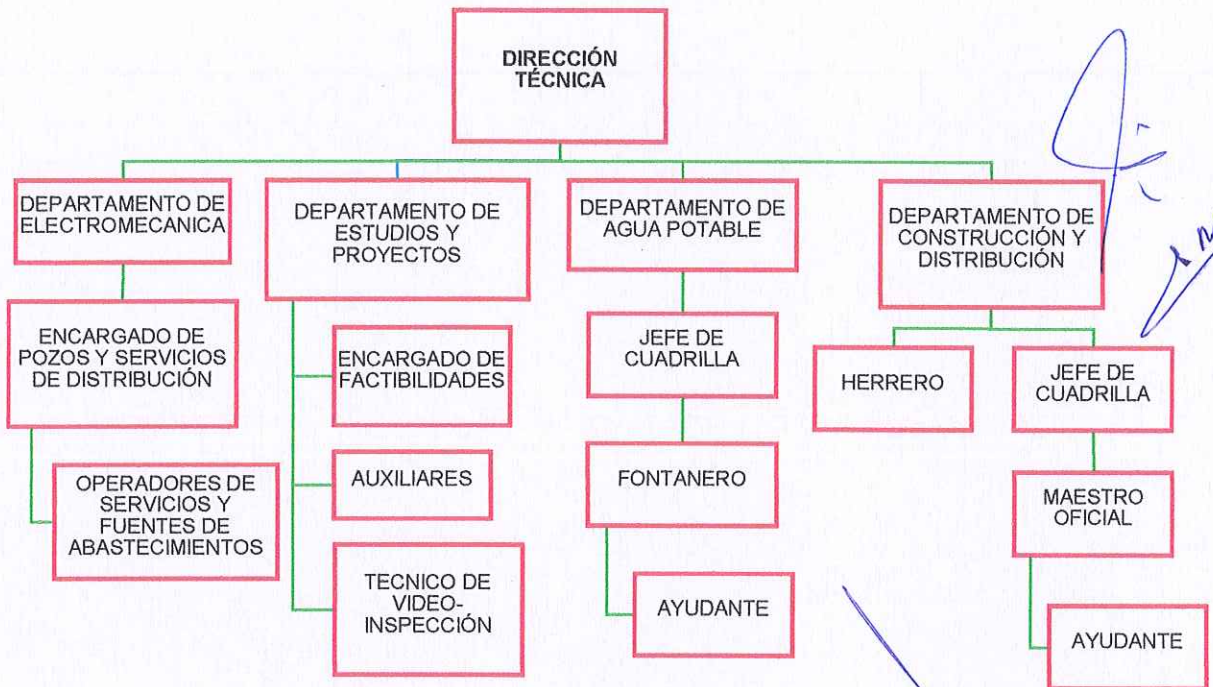 DIRECCIÓN
TÉCNICA
DEPARTAMENTO DE
ELECTROMECANICA
DEPARTAMENTO DE
ESTUDIOS Y
PROYECTOS
DEPARTAMENTO DE
AGUA POTABLE
DEPARTAMENTO DE
CONSTRUCCIÓN Y
DISTRIBUCIÓN
ENCARGADO DE
POZOS Y SERVICIOS
DE DISTRIBUCIÓN
OPERADORES DE
SERVICIOS Y
FUENTES DE
ABASTECIMIENTOS
ENCARGADO DE
FACTIBILIDADES
AUXILIARES
TECNICO DE
VIDEO-
INSPECCIÓN
JEFE DE
CUADRILLA
FONTANERO
AYUDANTE
HERRERO
JEFE DE
CUADRILLA
MAESTRO
OFICIAL
AYUDANTE